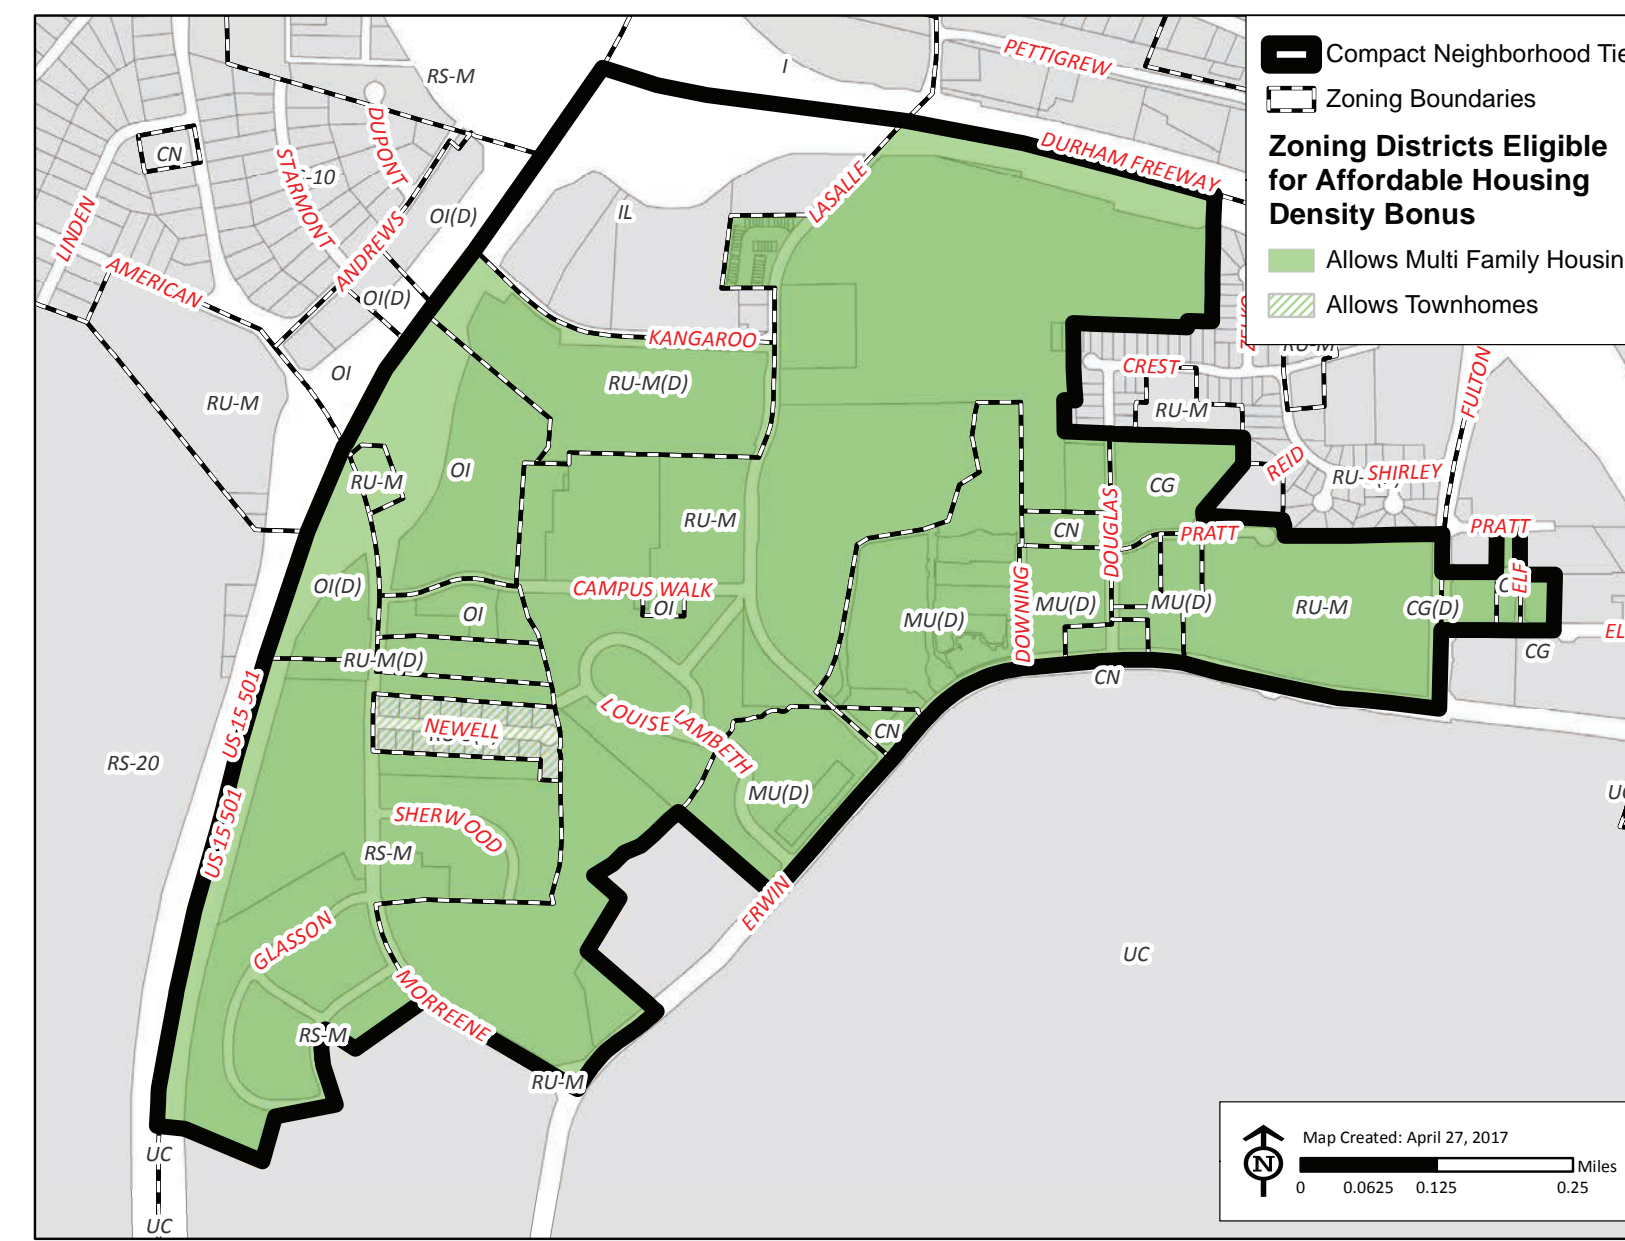 Compact Neighborhood Tie
Zoning Boundaries
Zoning Districts Eligible
for Affordable Housing
Density Bonus
Allows Multi Family Housin
Allows Townhomes
PETTIGREW
I
RS-M
DUPONT
CN
STARMONT
-10
DURHAM FREEWAY
LASALLE
IL
OI(D)
LINDEN
ANDREWS
AMERICAN
OI(D)
KANGAROO
RU-M
CREST
OI
RU-M(D)
RU-M
RU-M
FULTON
OI
RU-M
REID
RU-
SHIRLEY
CG
RU-M
CN
DOUGLAS
PRATT
PRATT
OI(D)
CAMPUS WALK
OI
OI
DOWNING
MU(D)
MU(D)
RU-M
CG(D)
C
ELF
MU(D)
EL
CG
RU-M(D)
CN
US 15 501
NEWELL
LOUISE
LAMBETH
CN
RS-20
MU(D)
US 15 501
SHERWOOD
RS-M
ERWIN
GLASSON
UC
MORREENE
RS-M
RU-M
UC
UC
Map Created: April 27, 2017
N
Miles
0 0.0625 0.125 0.25